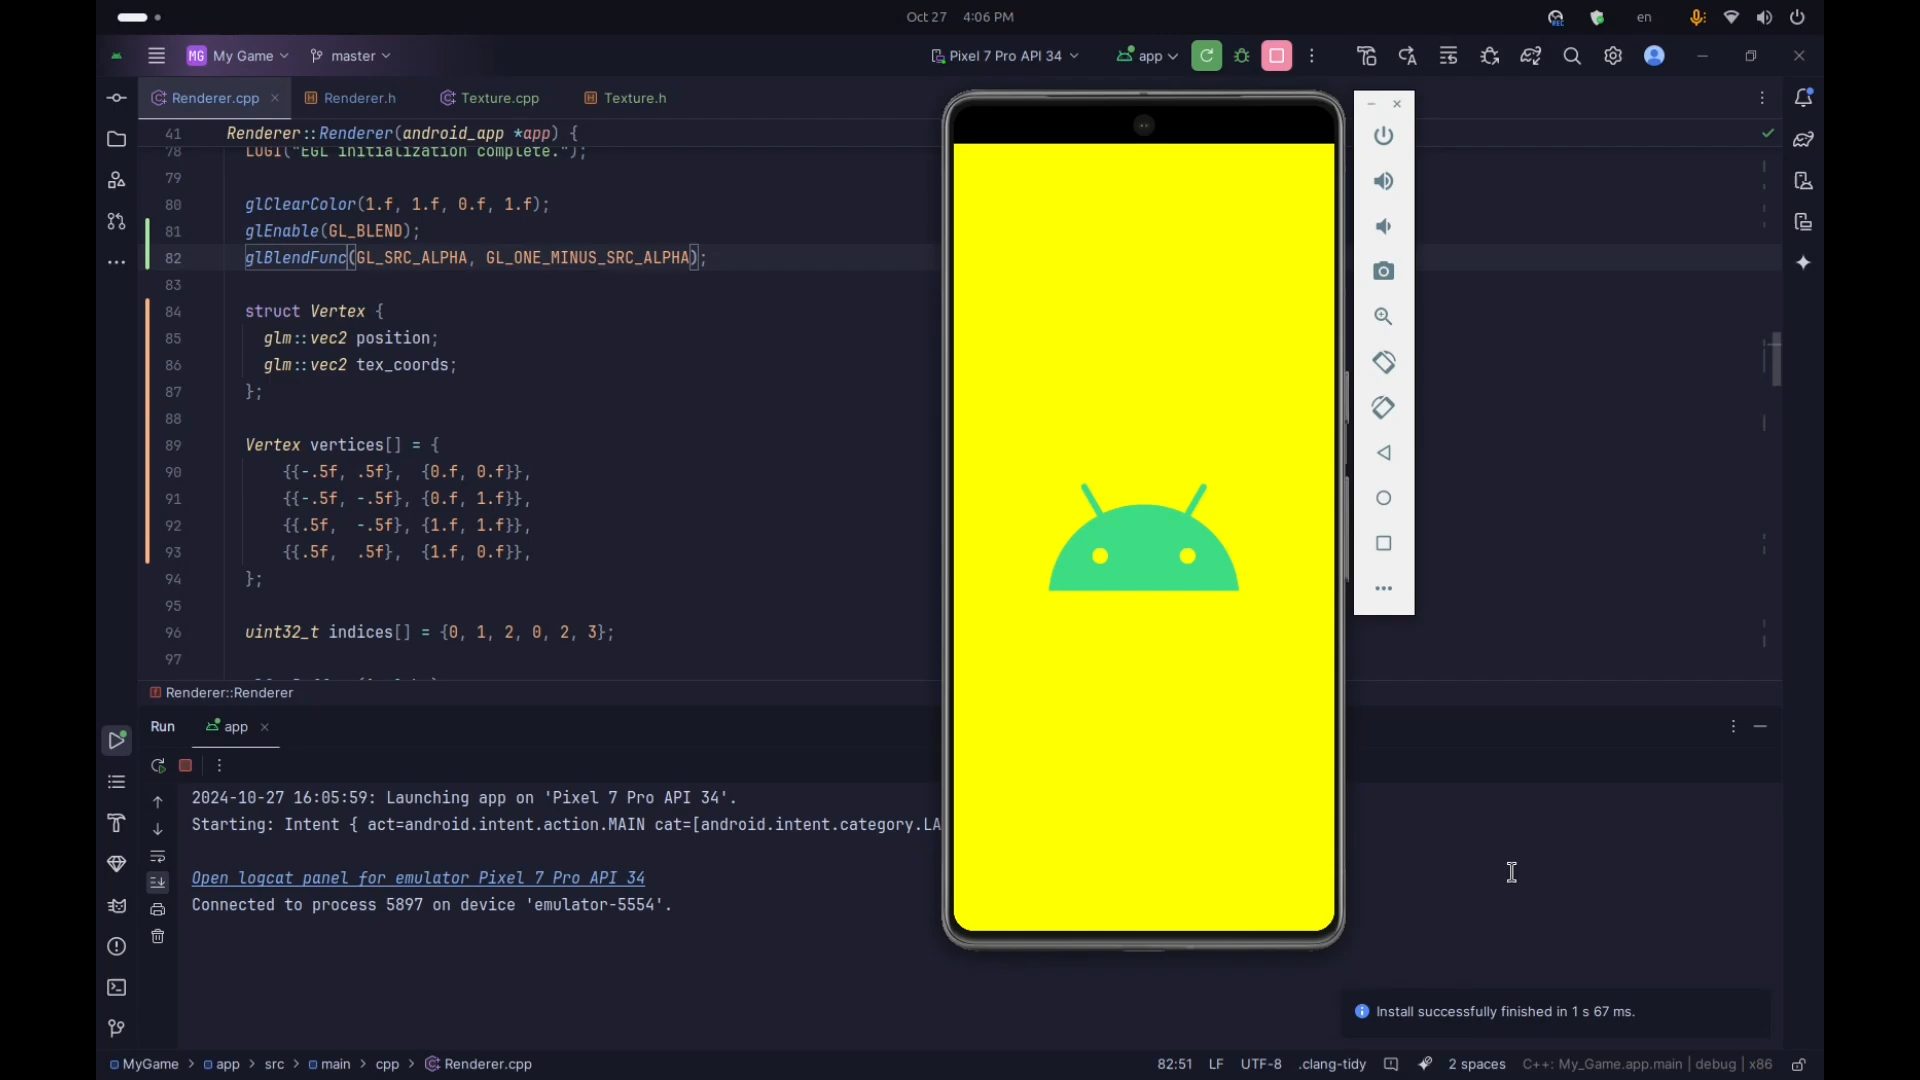 Oct 27 4:06 PM
en
MG My Game master Pixel 7 Pro API 34 app
Renderer.cpp Renderer.h Texture.cpp Texture.h
41 Renderer::Renderer(android_app *app) {
78 LOGI("EGL initialization complete.");
79
80 glClearColor(1.f, 1.f, 0.f, 1.f);
81 glEnable(GL_BLEND);
82 glBlendFunc(GL_SRC_ALPHA, GL_ONE_MINUS_SRC_ALPHA);
83
84 struct Vertex {
85 glm::vec2 position;
86 glm::vec2 tex_coords;
87 };
88
89 Vertex vertices[] = {
90 {{-.5f, .5f}, {0.f, 0.f}},
91 {{-.5f, -.5f}, {0.f, 1.f}},
92 {{.5f, -.5f}, {1.f, 1.f}},
93 {{.5f, .5f}, {1.f, 0.f}},
94 };
95
96 uint32_t indices[] = {0, 1, 2, 0, 2, 3};
97
Renderer::Renderer
Run app
2024-10-27 16:05:59: Launching app on 'Pixel 7 Pro API 34'.
Starting: Intent { act=android.intent.action.MAIN cat=[android.intent.category.LA
Open logcat panel for emulator Pixel 7 Pro API 34
Connected to process 5897 on device 'emulator-5554'.
Install successfully finished in 1 s 67 ms.
MyGame > app > src > main > cpp > Renderer.cpp 82:51 LF UTF-8 .clang-tidy 2 spaces C++: My_Game.app.main | debug | x86